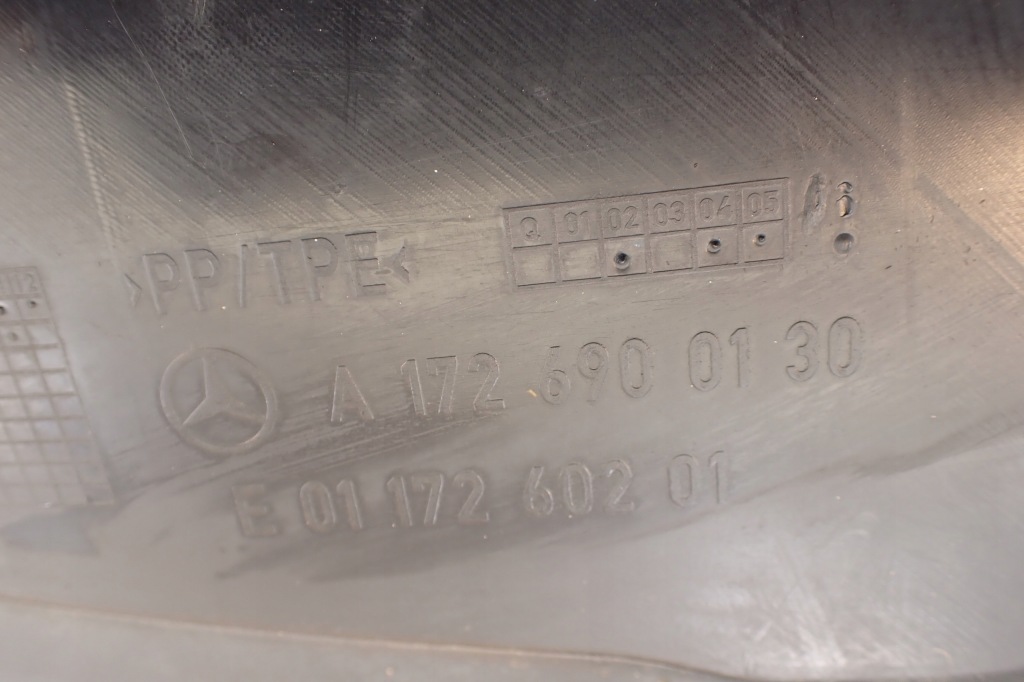 Q 01 02 03 04 05
>PP/TPE<
A 172 690 01 30
E 01 172 602 01